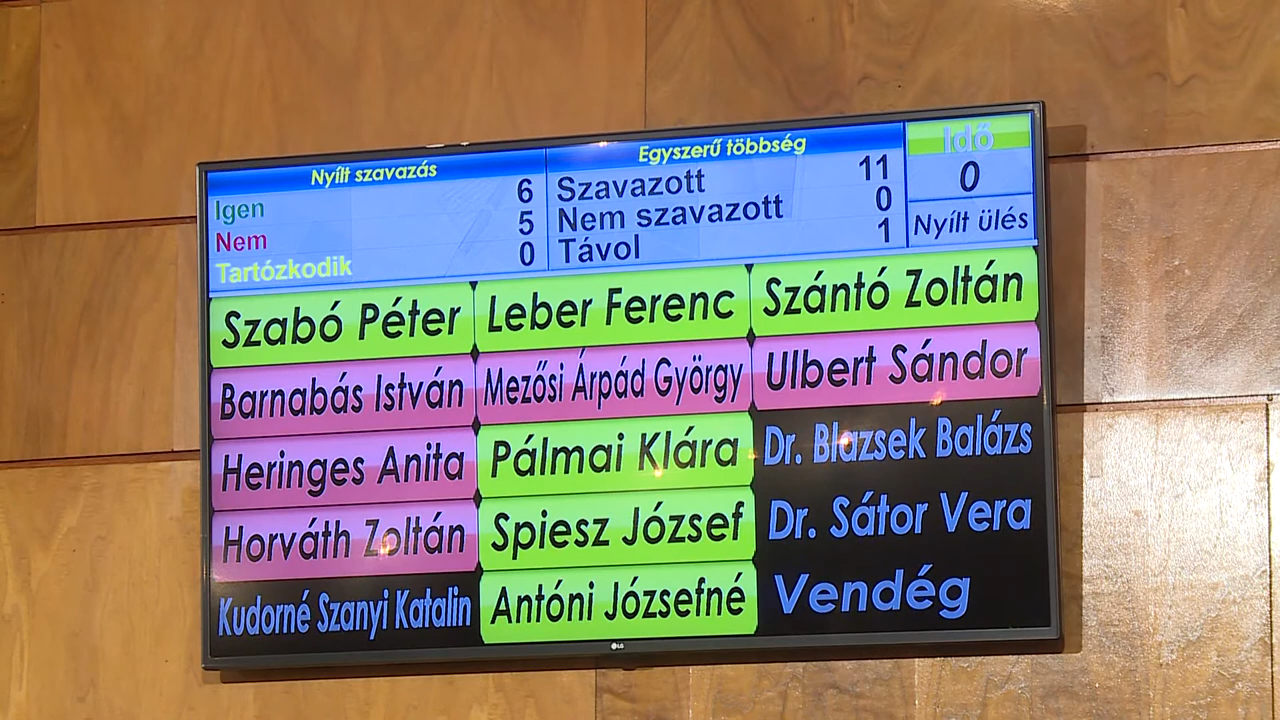 Nyílt szavazás
Igen 6
Nem 5
Tartózkodik 0
Egyszerű többség
Szavazott 11
Nem szavazott 0
Távol 1
Idő
0
Nyílt ülés
Szabó Péter Leber Ferenc Szántó Zoltán
Barnabás István Mezősi Árpád György Ulbert Sándor
Heringes Anita Pálmai Klára Dr. Blazsek Balázs
Horváth Zoltán Spiesz József Dr. Sátor Vera
Kudorné Szanyi Katalin Antóni Józsefné Vendég
LG